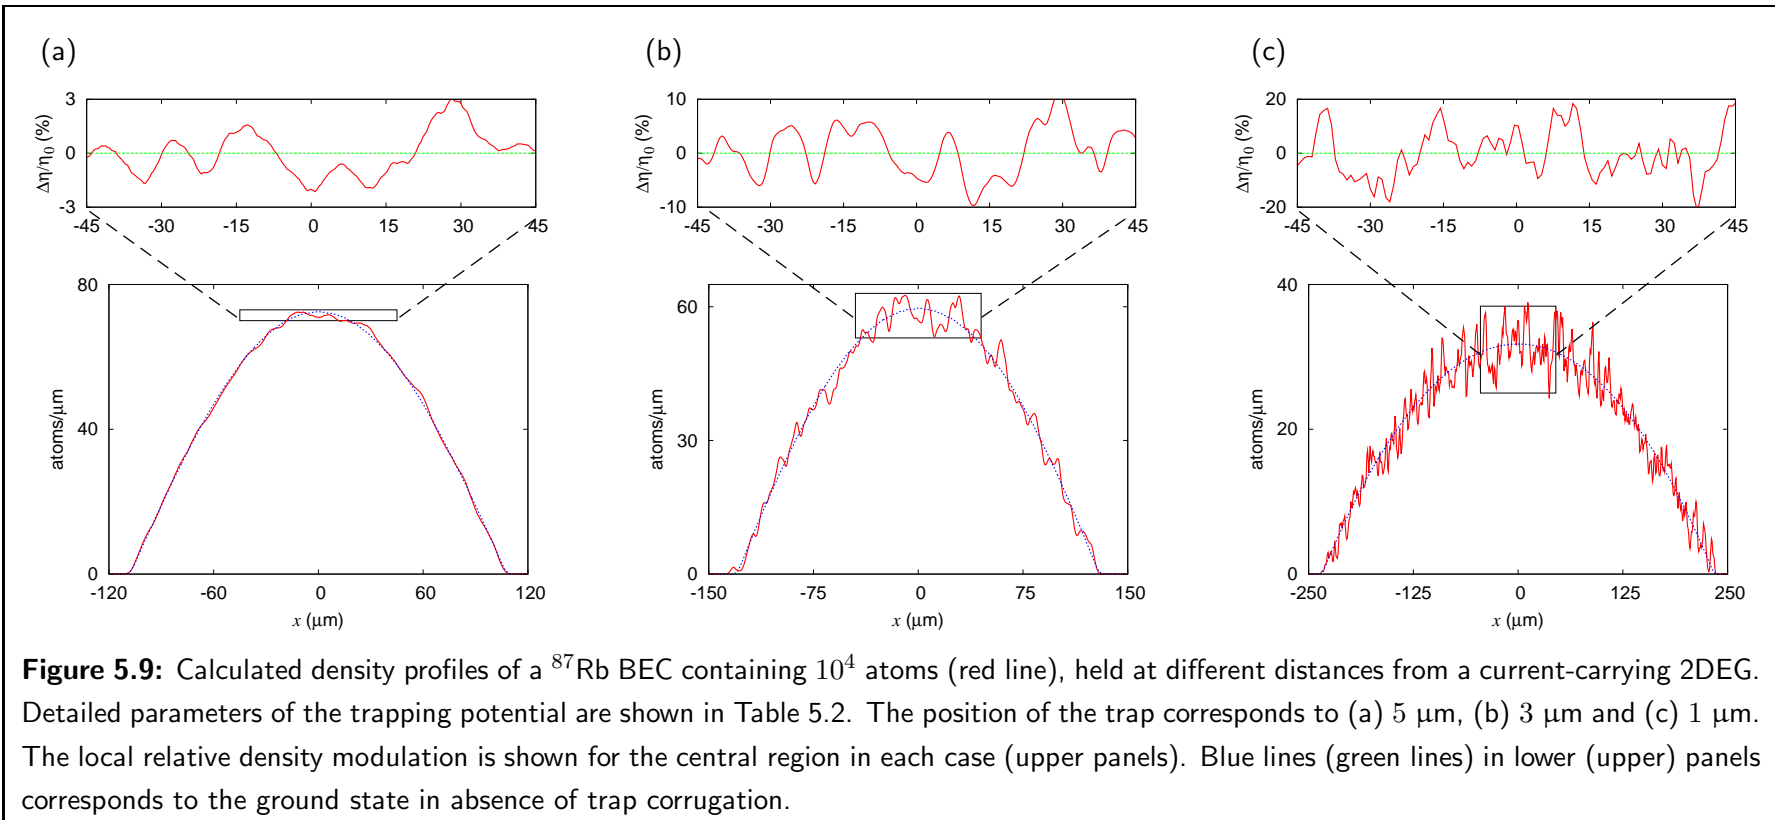 (a) (b) (c)
3 10 20
Δη/η0 (%) Δη/η0 (%) Δη/η0 (%)
0 0 0
-3 -10 -20
-45 -30 -15 0 15 30 45 -45 -30 -15 0 15 30 45 -45 -30 -15 0 15 30 45
80 60 40
atoms/μm atoms/μm atoms/μm
40 30 20
0 0 0
-120 -60 0 60 120 -150 -75 0 75 150 -250 -125 0 125 250
x (μm) x (μm) x (μm)
Figure 5.9: Calculated density profiles of a ⁸⁷Rb BEC containing 10⁴ atoms (red line), held at different distances from a current-carrying 2DEG.
Detailed parameters of the trapping potential are shown in Table 5.2. The position of the trap corresponds to (a) 5 μm, (b) 3 μm and (c) 1 μm.
The local relative density modulation is shown for the central region in each case (upper panels). Blue lines (green lines) in lower (upper) panels
corresponds to the ground state in absence of trap corrugation.